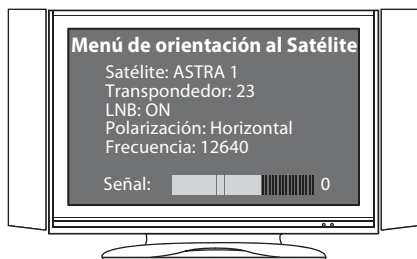 Menú de orientación al Satélite
Satélite: ASTRA 1
Transpondedor: 23
LNB: ON
Polarización: Horizontal
Frecuencia: 12640
Señal: 0